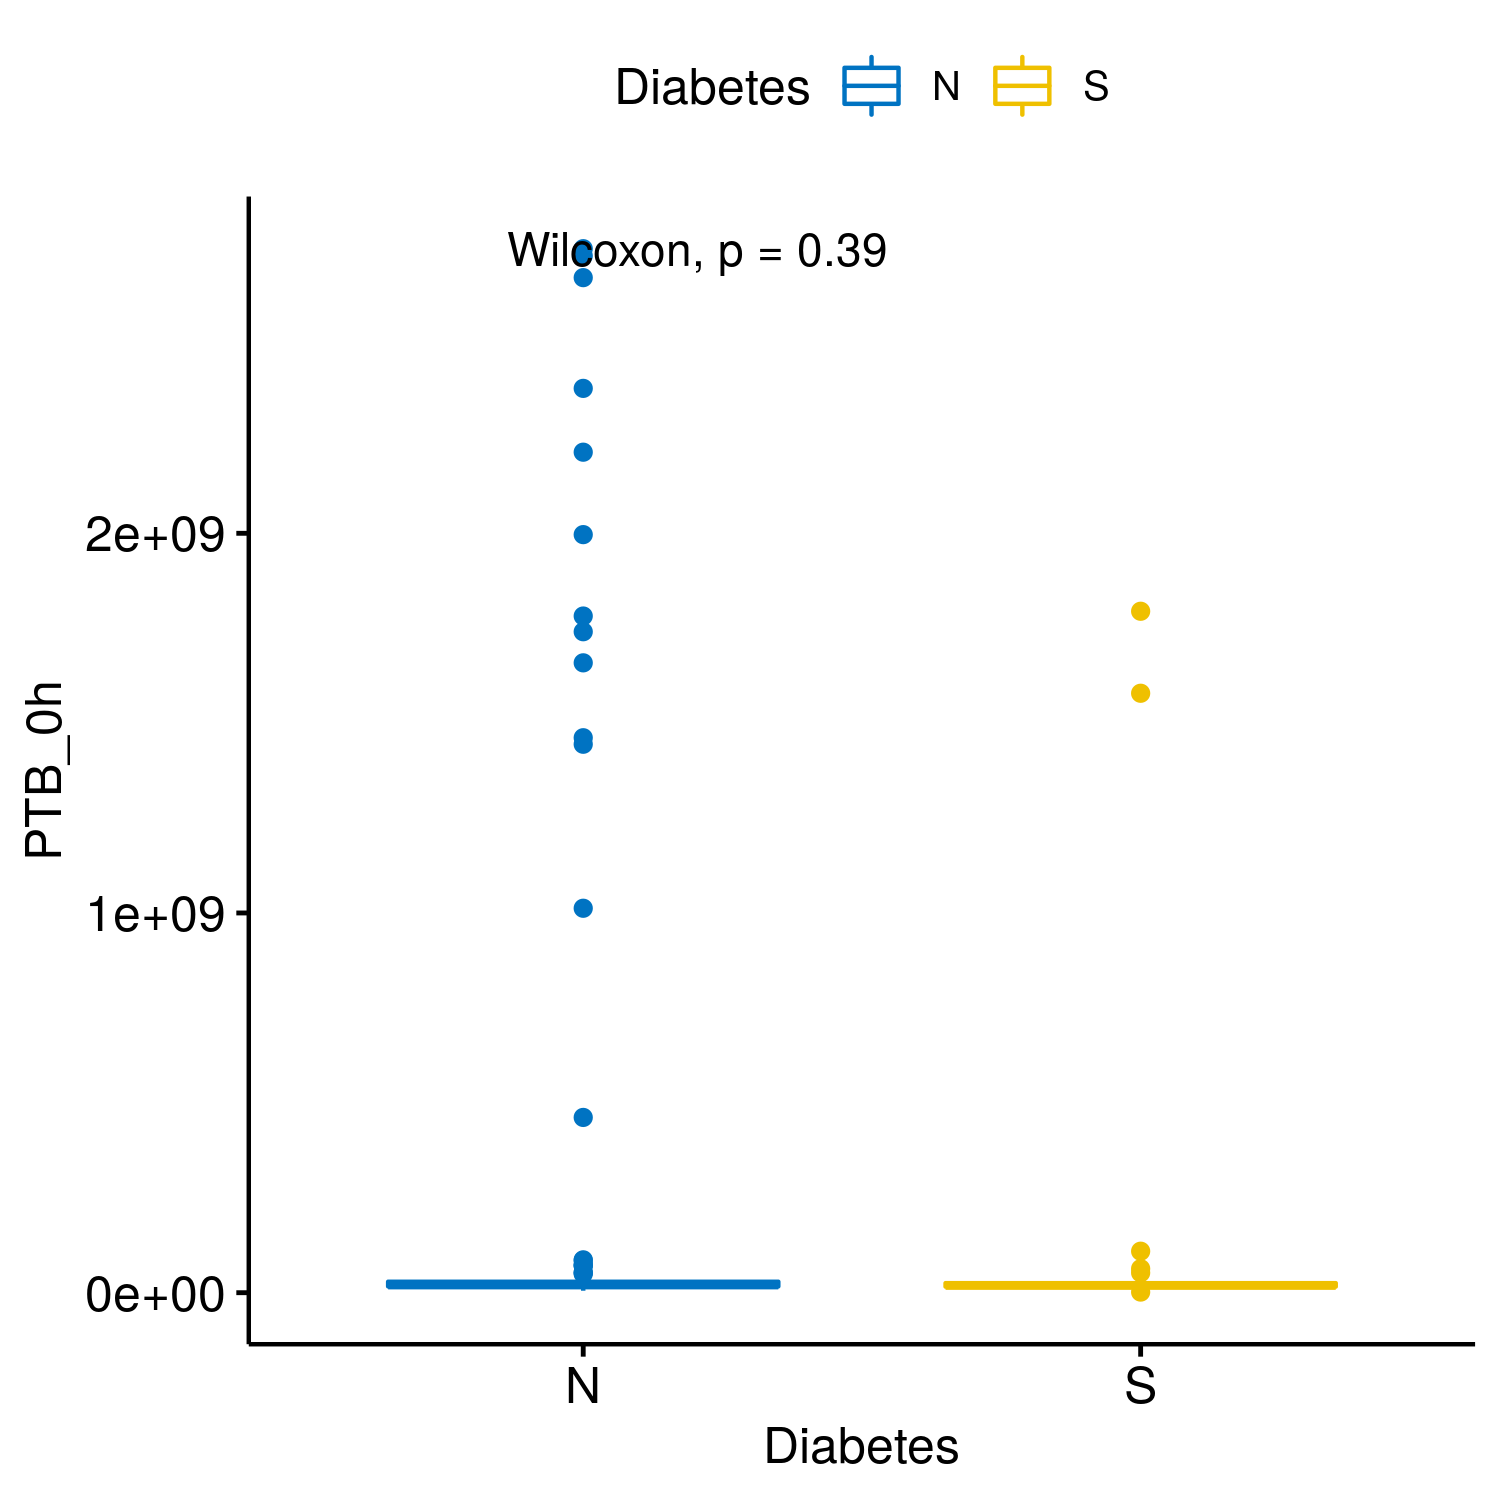 Diabetes N S
Wilcoxon, p = 0.39
2e+09
1e+09
0e+00
PTB_0h
N S
Diabetes